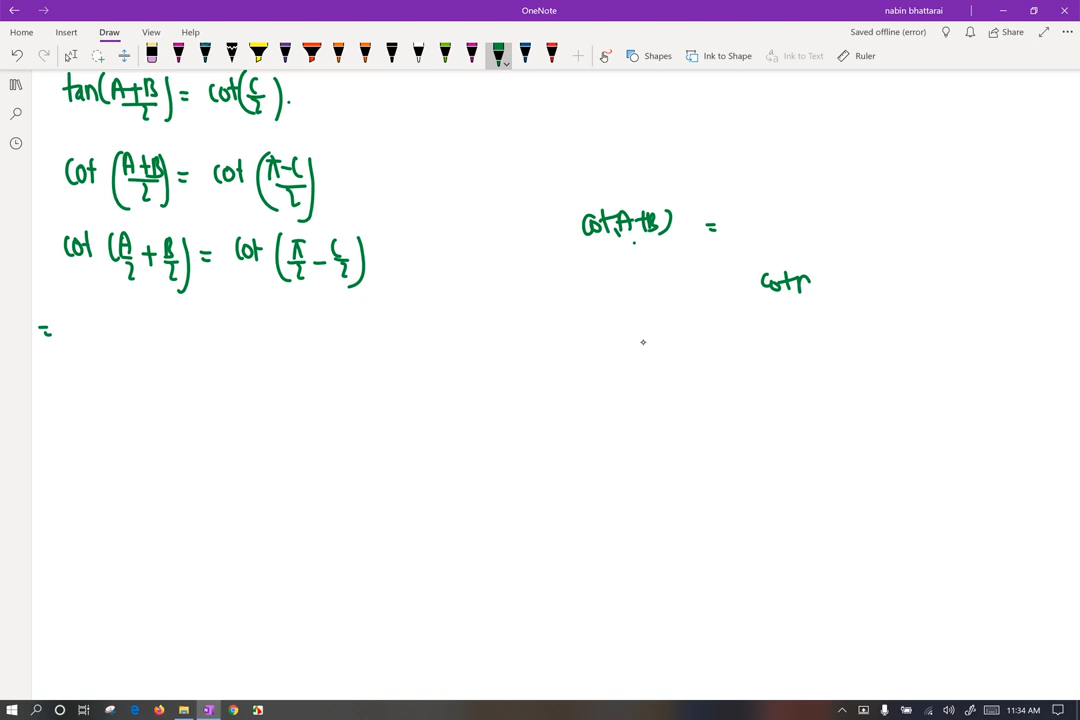 OneNote
nabin bhattarai
Home Insert Draw View Help
Saved offline (error) Share
Shapes Ink to Shape Ink to Text Ruler
tan(A+B/2) = cot(C/2).
cot (A+B/2) = cot (π-C/2)
cot (A/2 + B/2) = cot (π/2 - C/2)
=
cot(A+B) =
cot
11:34 AM